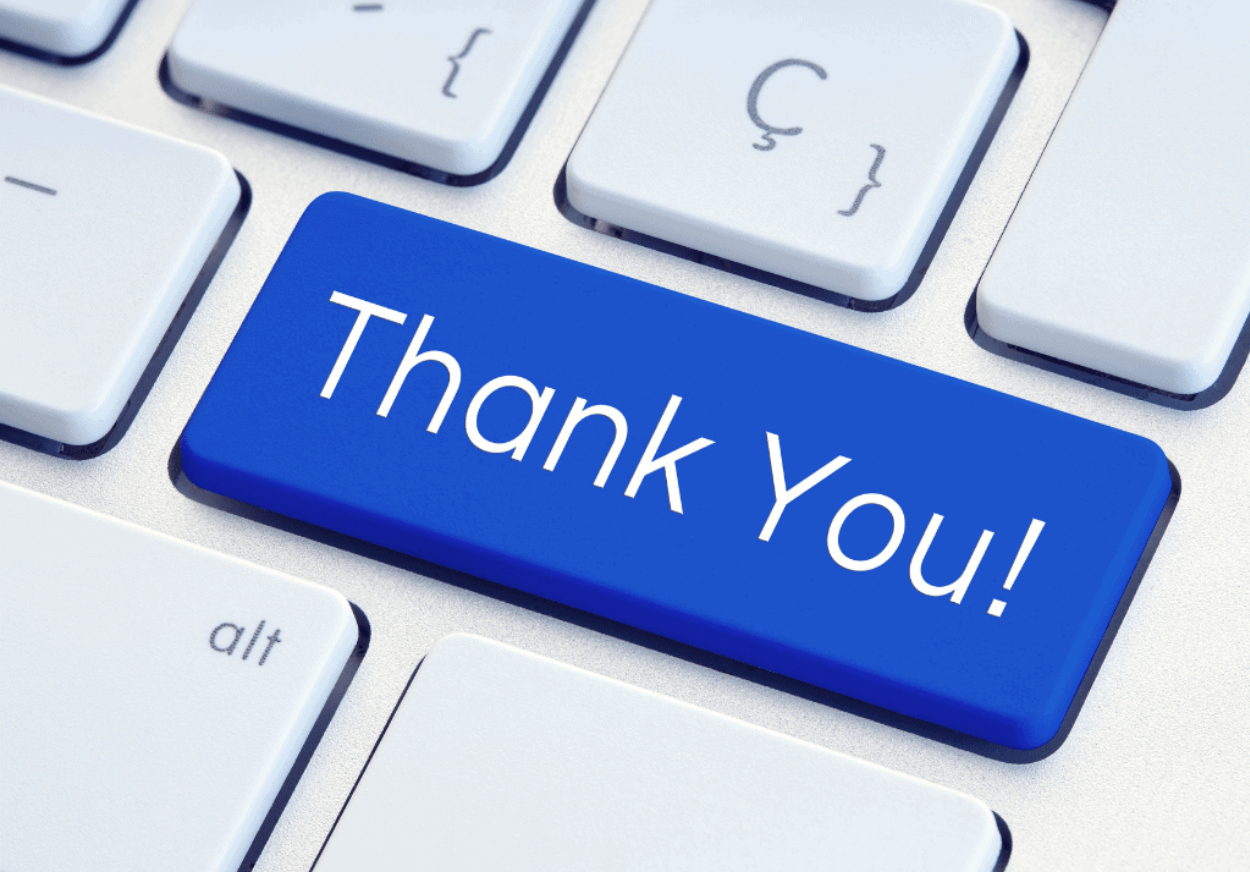 ´ {
Ç }
–
Thank You!
alt